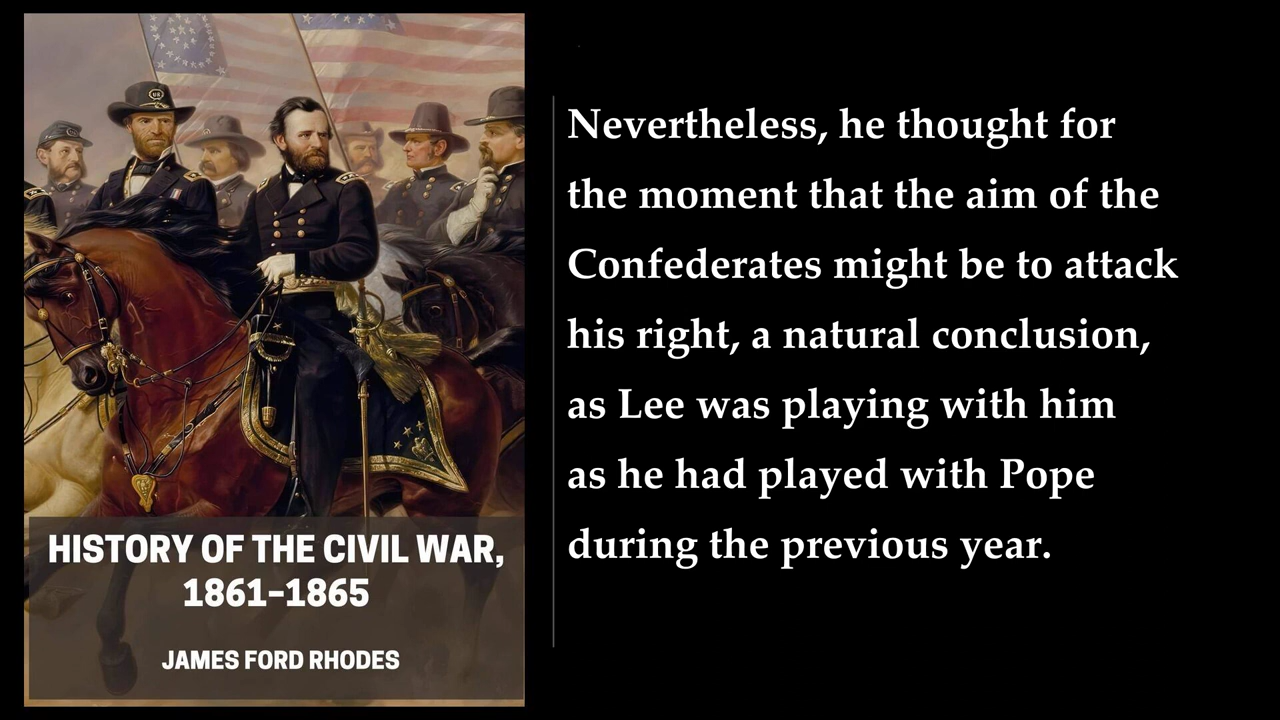 HISTORY OF THE CIVIL WAR,
1861–1865
JAMES FORD RHODES
Nevertheless, he thought for
the moment that the aim of the
Confederates might be to attack
his right, a natural conclusion,
as Lee was playing with him
as he had played with Pope
during the previous year.